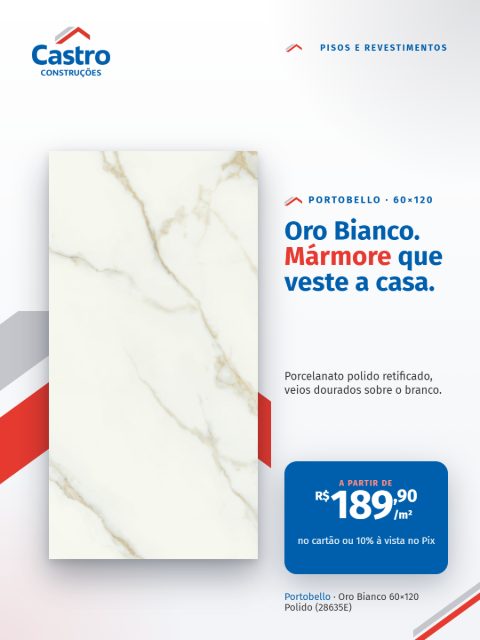 Castro
CONSTRUÇÕES
PISOS E REVESTIMENTOS
PORTOBELLO · 60×120
Oro Bianco.
Mármore que
veste a casa.
Porcelanato polido retificado,
veios dourados sobre o branco.
A PARTIR DE
R$189,90
/m²
no cartão ou 10% à vista no Pix
Portobello · Oro Bianco 60×120
Polido (28635E)